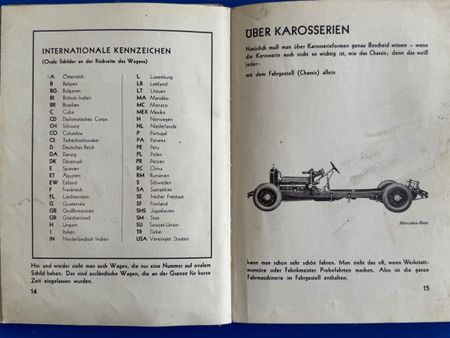 INTERNATIONALE KENNZEICHEN
(Ovale Schilder an der Rückseite des Wagens)
A Österreich
B Belgien
BG Bulgarien
BI Britisch-Indien
BR Brasilien
C Cuba
CD Diplomatisches Corps
CH Schweiz
CO Columbia
CS Tschechoslowakei
D Deutsches Reich
DA Danzig
DK Dänemark
E Spanien
ET Ägypten
EW Estland
F Frankreich
FL Liechtenstein
G Guatemala
GB Großbritannien
GR Griechenland
H Ungarn
I Italien
IN Niederländisch Indien
L Luxemburg
LR Lettland
LT Litauen
MA Marokko
MC Monaco
MEX Mexiko
N Norwegen
NL Niederlande
P Portugal
PA Panama
PE Peru
PL Polen
PR Persien
RC China
RM Rumänien
S Schweden
SA Saargebiet
SE Irischer Freistaat
SF Finnland
SHS Jugoslavien
SM Siam
SU Sowjet-Union
TR Türkei
USA Vereinigte Staaten
Hin und wieder sieht man auch Wagen, die nur eine Nummer auf ovalem
Schild haben. Das sind ausländische Wagen, die an der Grenze für kurze
Zeit eingelassen wurden.
14
ÜBER KAROSSERIEN
Natürlich muß man über Karosserieformen genau Bescheid wissen – wenn
die Karosserie auch nicht so wichtig ist, wie das Chassis; denn das weiß
jeder:
mit dem Fahrgestell (Chassis) allein
Mercedes-Benz
kann man schon sehr schön fahren. Man sieht das oft, wenn Werkstatt-
montöre oder Fabrikmeister Probefahrten machen. Also ist die ganze
Fahrmaschinerie im Fahrgestell enthalten.
15